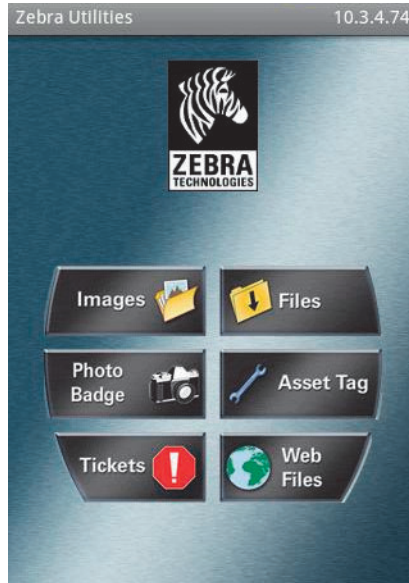 Zebra Utilities 10.3.4.74
ZEBRA
TECHNOLOGIES
Images
Files
Photo
Badge
Asset Tag
Tickets
Web
Files